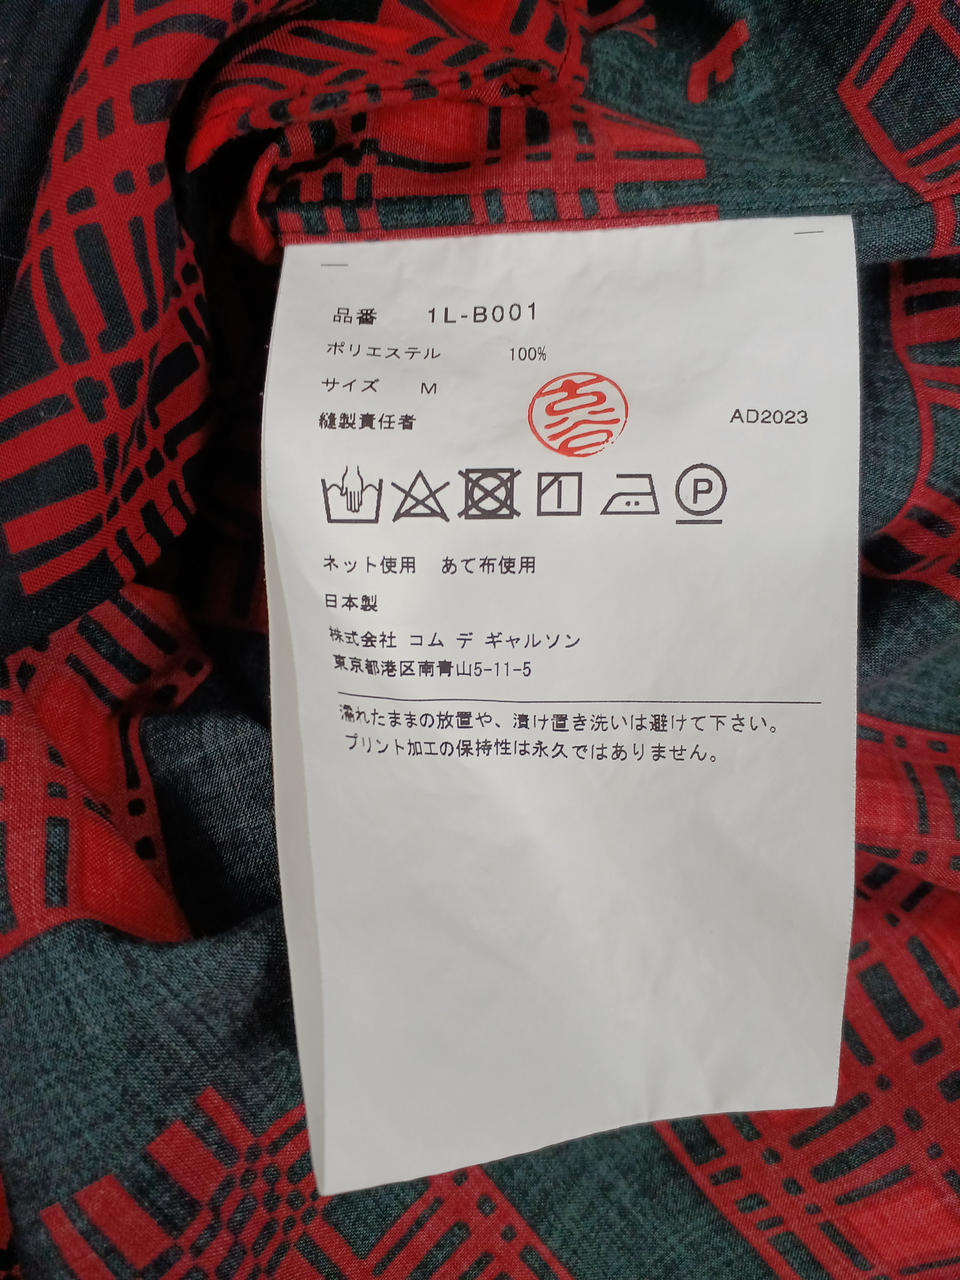 品番 1L-B001
ポリエステル 100%
サイズ M
縫製責任者 AD2023
P
ネット使用 あて布使用
日本製
株式会社 コム デ ギャルソン
東京都港区南青山5-11-5
濡れたままの放置や、漬け置き洗いは避けて下さい。
プリント加工の保持性は永久ではありません。